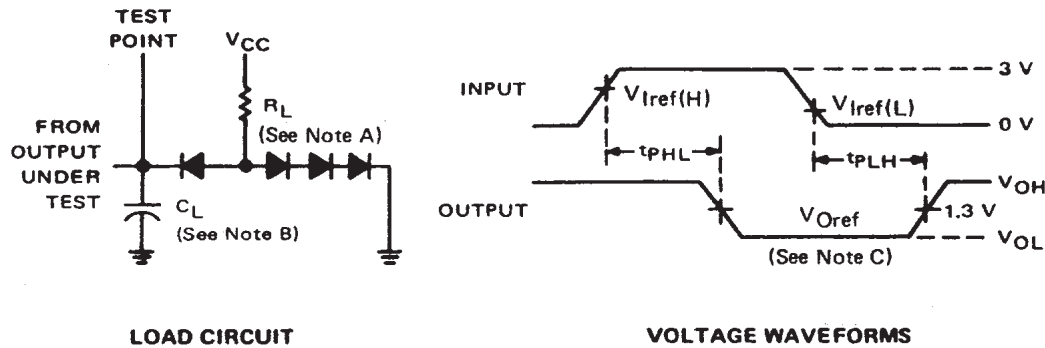 TEST
POINT
VCC
RL
(See Note A)
FROM
OUTPUT
UNDER
TEST
CL
(See Note B)
LOAD CIRCUIT
INPUT
VIref(H)
VIref(L)
3 V
0 V
tPHL
tPLH
OUTPUT
VOref
(See Note C)
VOH
1.3 V
VOL
VOLTAGE WAVEFORMS